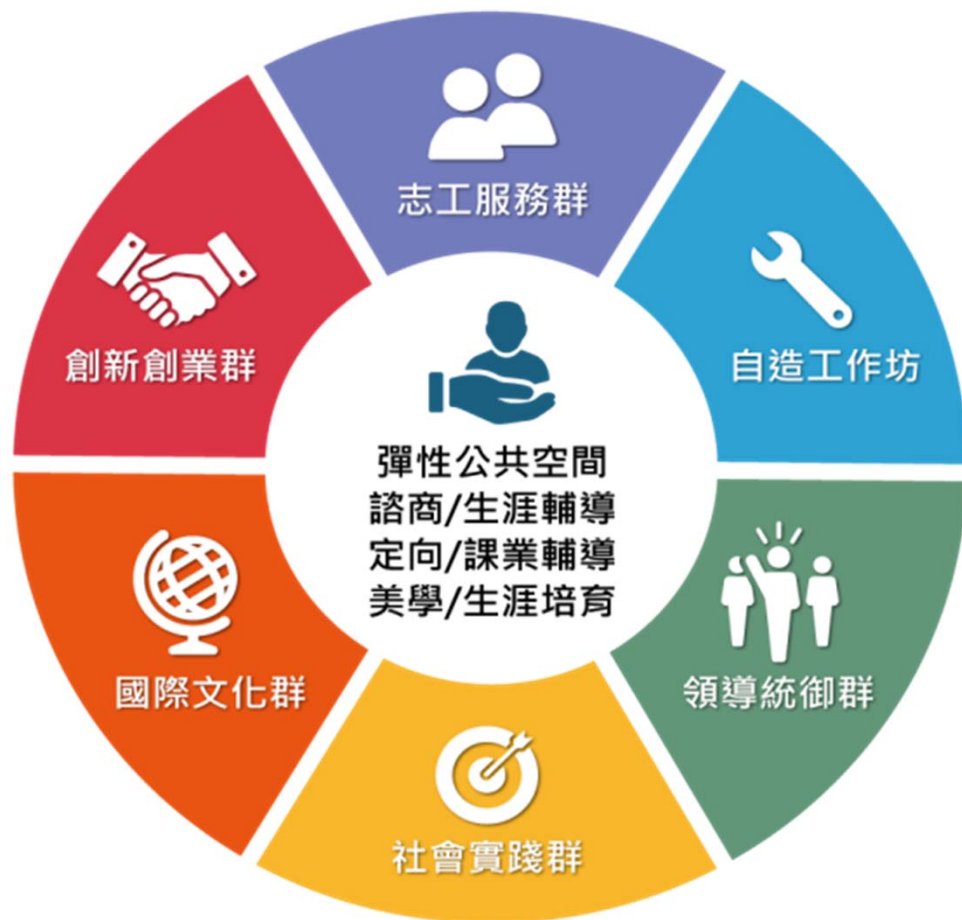 志工服務群
自造工作坊
領導統御群
社會實踐群
國際文化群
創新創業群
彈性公共空間
諮商/生涯輔導
定向/課業輔導
美學/生涯培育